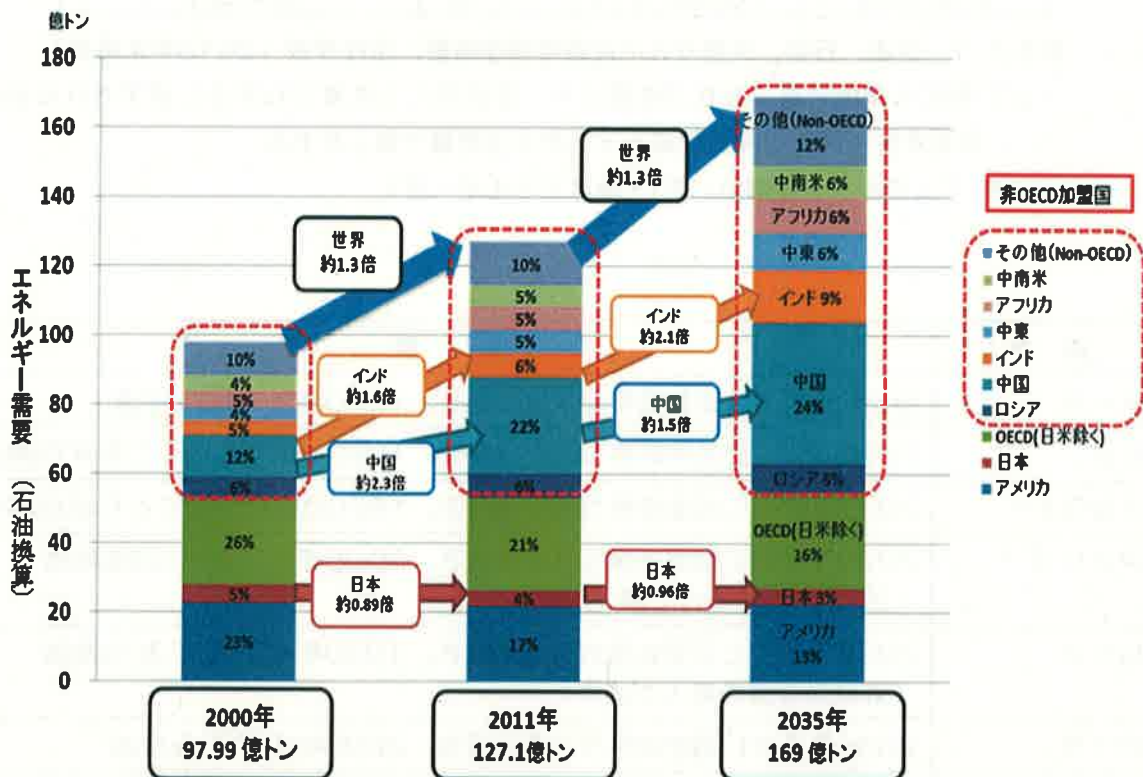 億トン
180
160
140
120
100
80
60
40
20
0
エネルギー需要 (石油換算)
10%
4%
5%
4%
5%
12%
6%
26%
5%
23%
世界
約1.3倍
インド
約1.6倍
中国
約2.3倍
日本
約0.89倍
10%
5%
5%
5%
6%
22%
6%
21%
4%
17%
世界
約1.3倍
インド
約2.1倍
中国
約1.5倍
日本
約0.96倍
その他(Non-OECD)
12%
中南米 6%
アフリカ 6%
中東 6%
インド 9%
中国
24%
ロシア
OECD(日米除く)
16%
日本 3%
アメリカ
13%
2000年
97.99 億トン
2011年
127.1億トン
2035年
169 億トン
非OECD加盟国
その他(Non-OECD)
中南米
アフリカ
中東
インド
中国
ロシア
OECD(日米除く)
日本
アメリカ